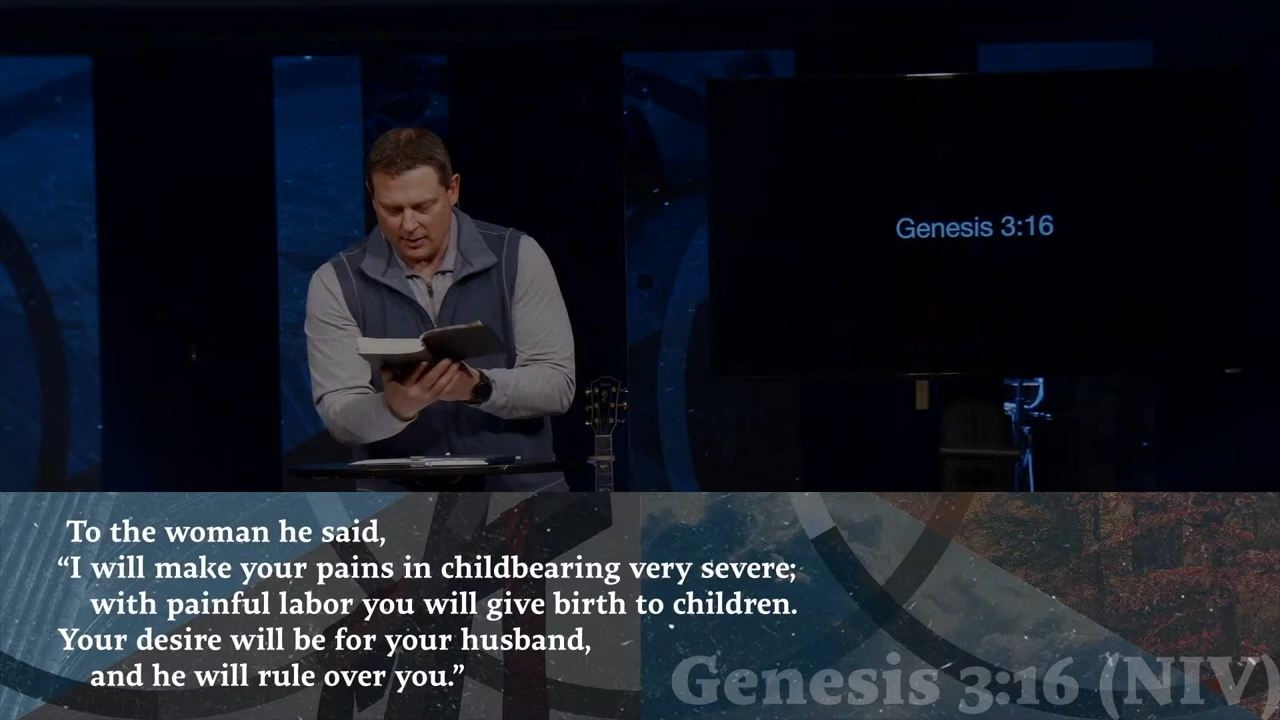 Genesis 3:16
To the woman he said,
“I will make your pains in childbearing very severe;
with painful labor you will give birth to children.
Your desire will be for your husband,
and he will rule over you.”
Genesis 3:16 (NIV)